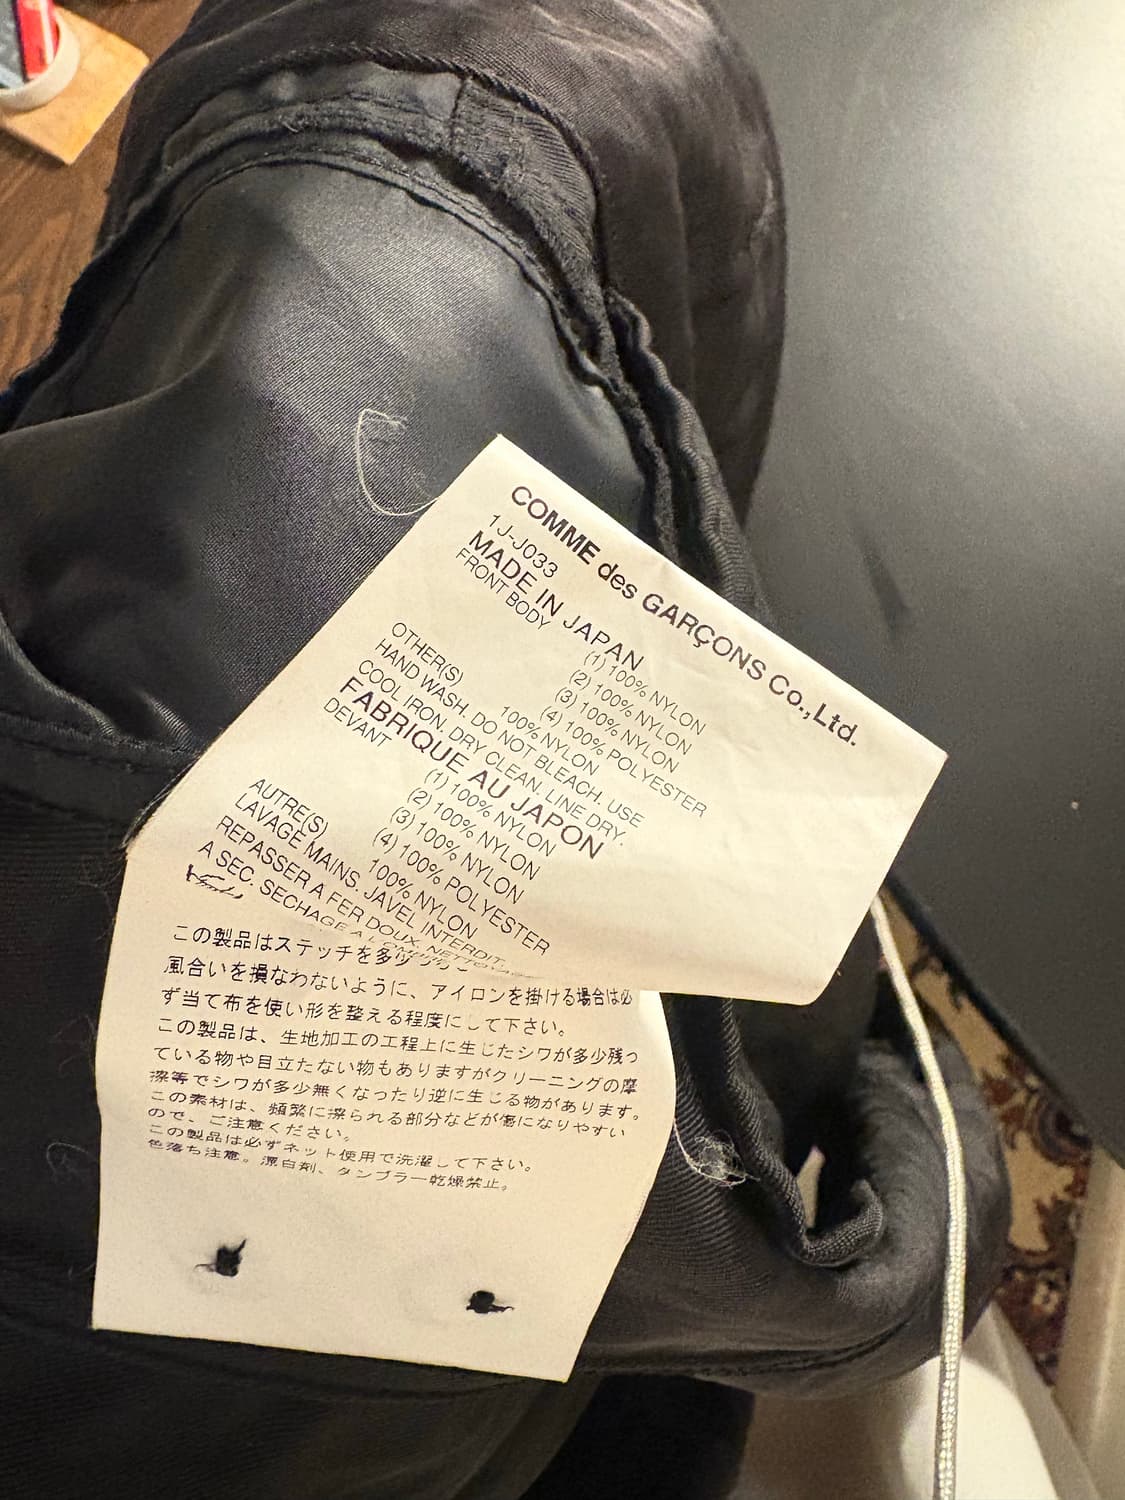 COMME des GARÇONS Co.,Ltd.
1J-J033
MADE IN JAPAN
FRONT BODY
(1) 100% NYLON
(2) 100% NYLON
(3) 100% NYLON
(4) 100% POLYESTER
OTHER(S) 100% NYLON
HAND WASH. DO NOT BLEACH. USE
COOL IRON. DRY CLEAN. LINE DRY.
FABRIQUE AU JAPON
DEVANT
(1) 100% NYLON
(2) 100% NYLON
(3) 100% NYLON
(4) 100% POLYESTER
AUTRE(S) 100% NYLON
LAVAGE MAINS. JAVEL INTERDIT.
REPASSER A FER DOUX. NETTOYAGE
A SEC. SECHAGE A L'OMBRE
この製品はステッチを多
風合いを損なわないように、アイロンを掛ける場合は必
ず当て布を使い形を整える程度にして下さい。
この製品は、生地加工の工程上に生じたシワが多少残っ
ている物や目立たない物もありますがクリーニングの摩
擦等でシワが多少無くなったり逆に生じる物があります。
この素材は、頻繁に擦られる部分などが傷になりやすい
ので、ご注意ください。
この製品は必ずネット使用で洗濯して下さい。
色落ち注意。漂白剤、タンブラー乾燥禁止。